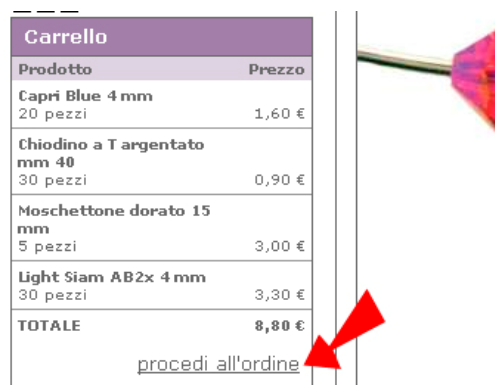 Carrello
Prodotto Prezzo
Capri Blue 4 mm
20 pezzi 1,60 €
Chiodino a T argentato
mm 40
30 pezzi 0,90 €
Moschettone dorato 15
mm
5 pezzi 3,00 €
Light Siam AB2x 4 mm
30 pezzi 3,30 €
TOTALE 8,80 €
procedi all'ordine